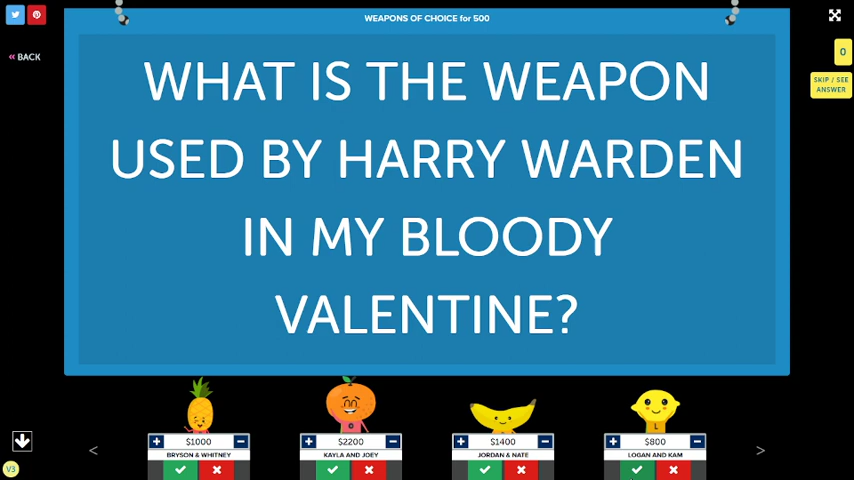 WEAPONS OF CHOICE for 500
« BACK
0
SKIP / SEE
ANSWER
WHAT IS THE WEAPON
USED BY HARRY WARDEN
IN MY BLOODY
VALENTINE?
$1000
$2200
$1400
$800
BRYSON & WHITNEY
KAYLA AND JOEY
JORDAN & NATE
LOGAN AND KAM
V3